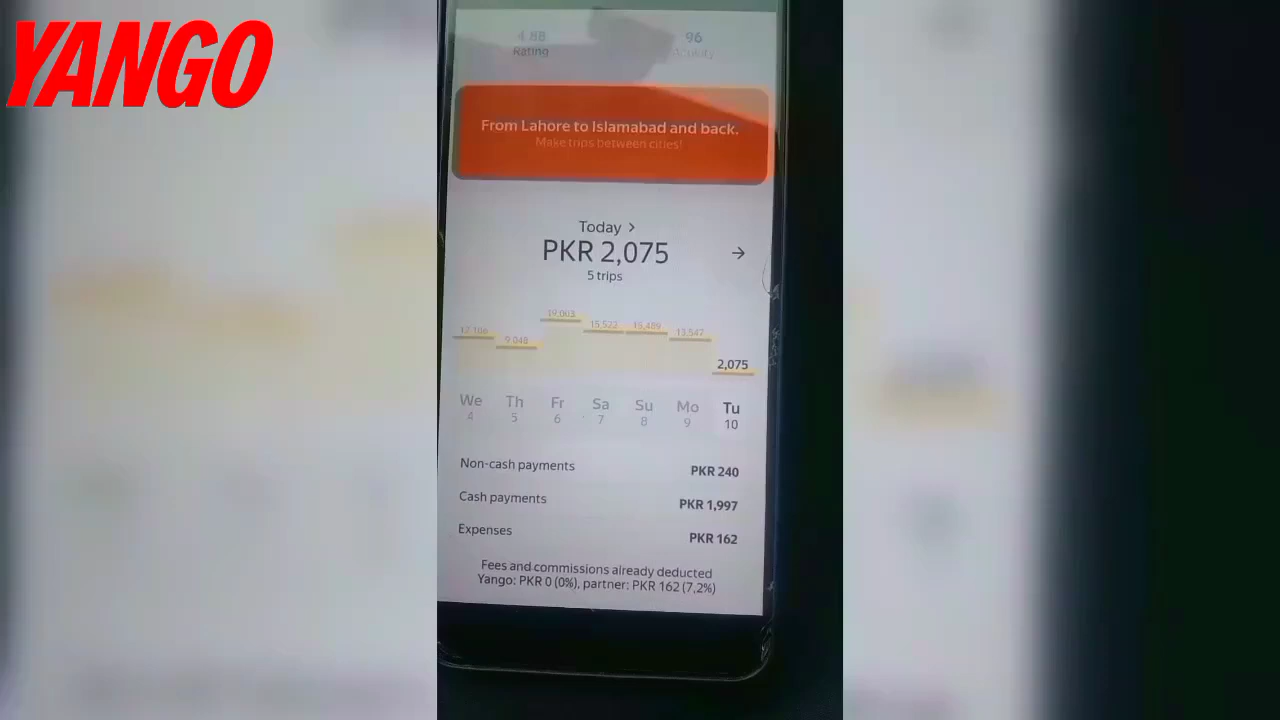 YANGO
4.88
96
Rating
Activity
From Lahore to Islamabad and back.
Make trips between cities!
Today >
PKR 2,075
5 trips
9,048
19,003
15,522
15,489
13,547
2,075
We Th Fr Sa Su Mo Tu
4 5 6 7 8 9 10
Non-cash payments PKR 240
Cash payments PKR 1,997
Expenses PKR 162
Fees and commissions already deducted
Yango: PKR 0 (0%), partner: PKR 162 (7,2%)